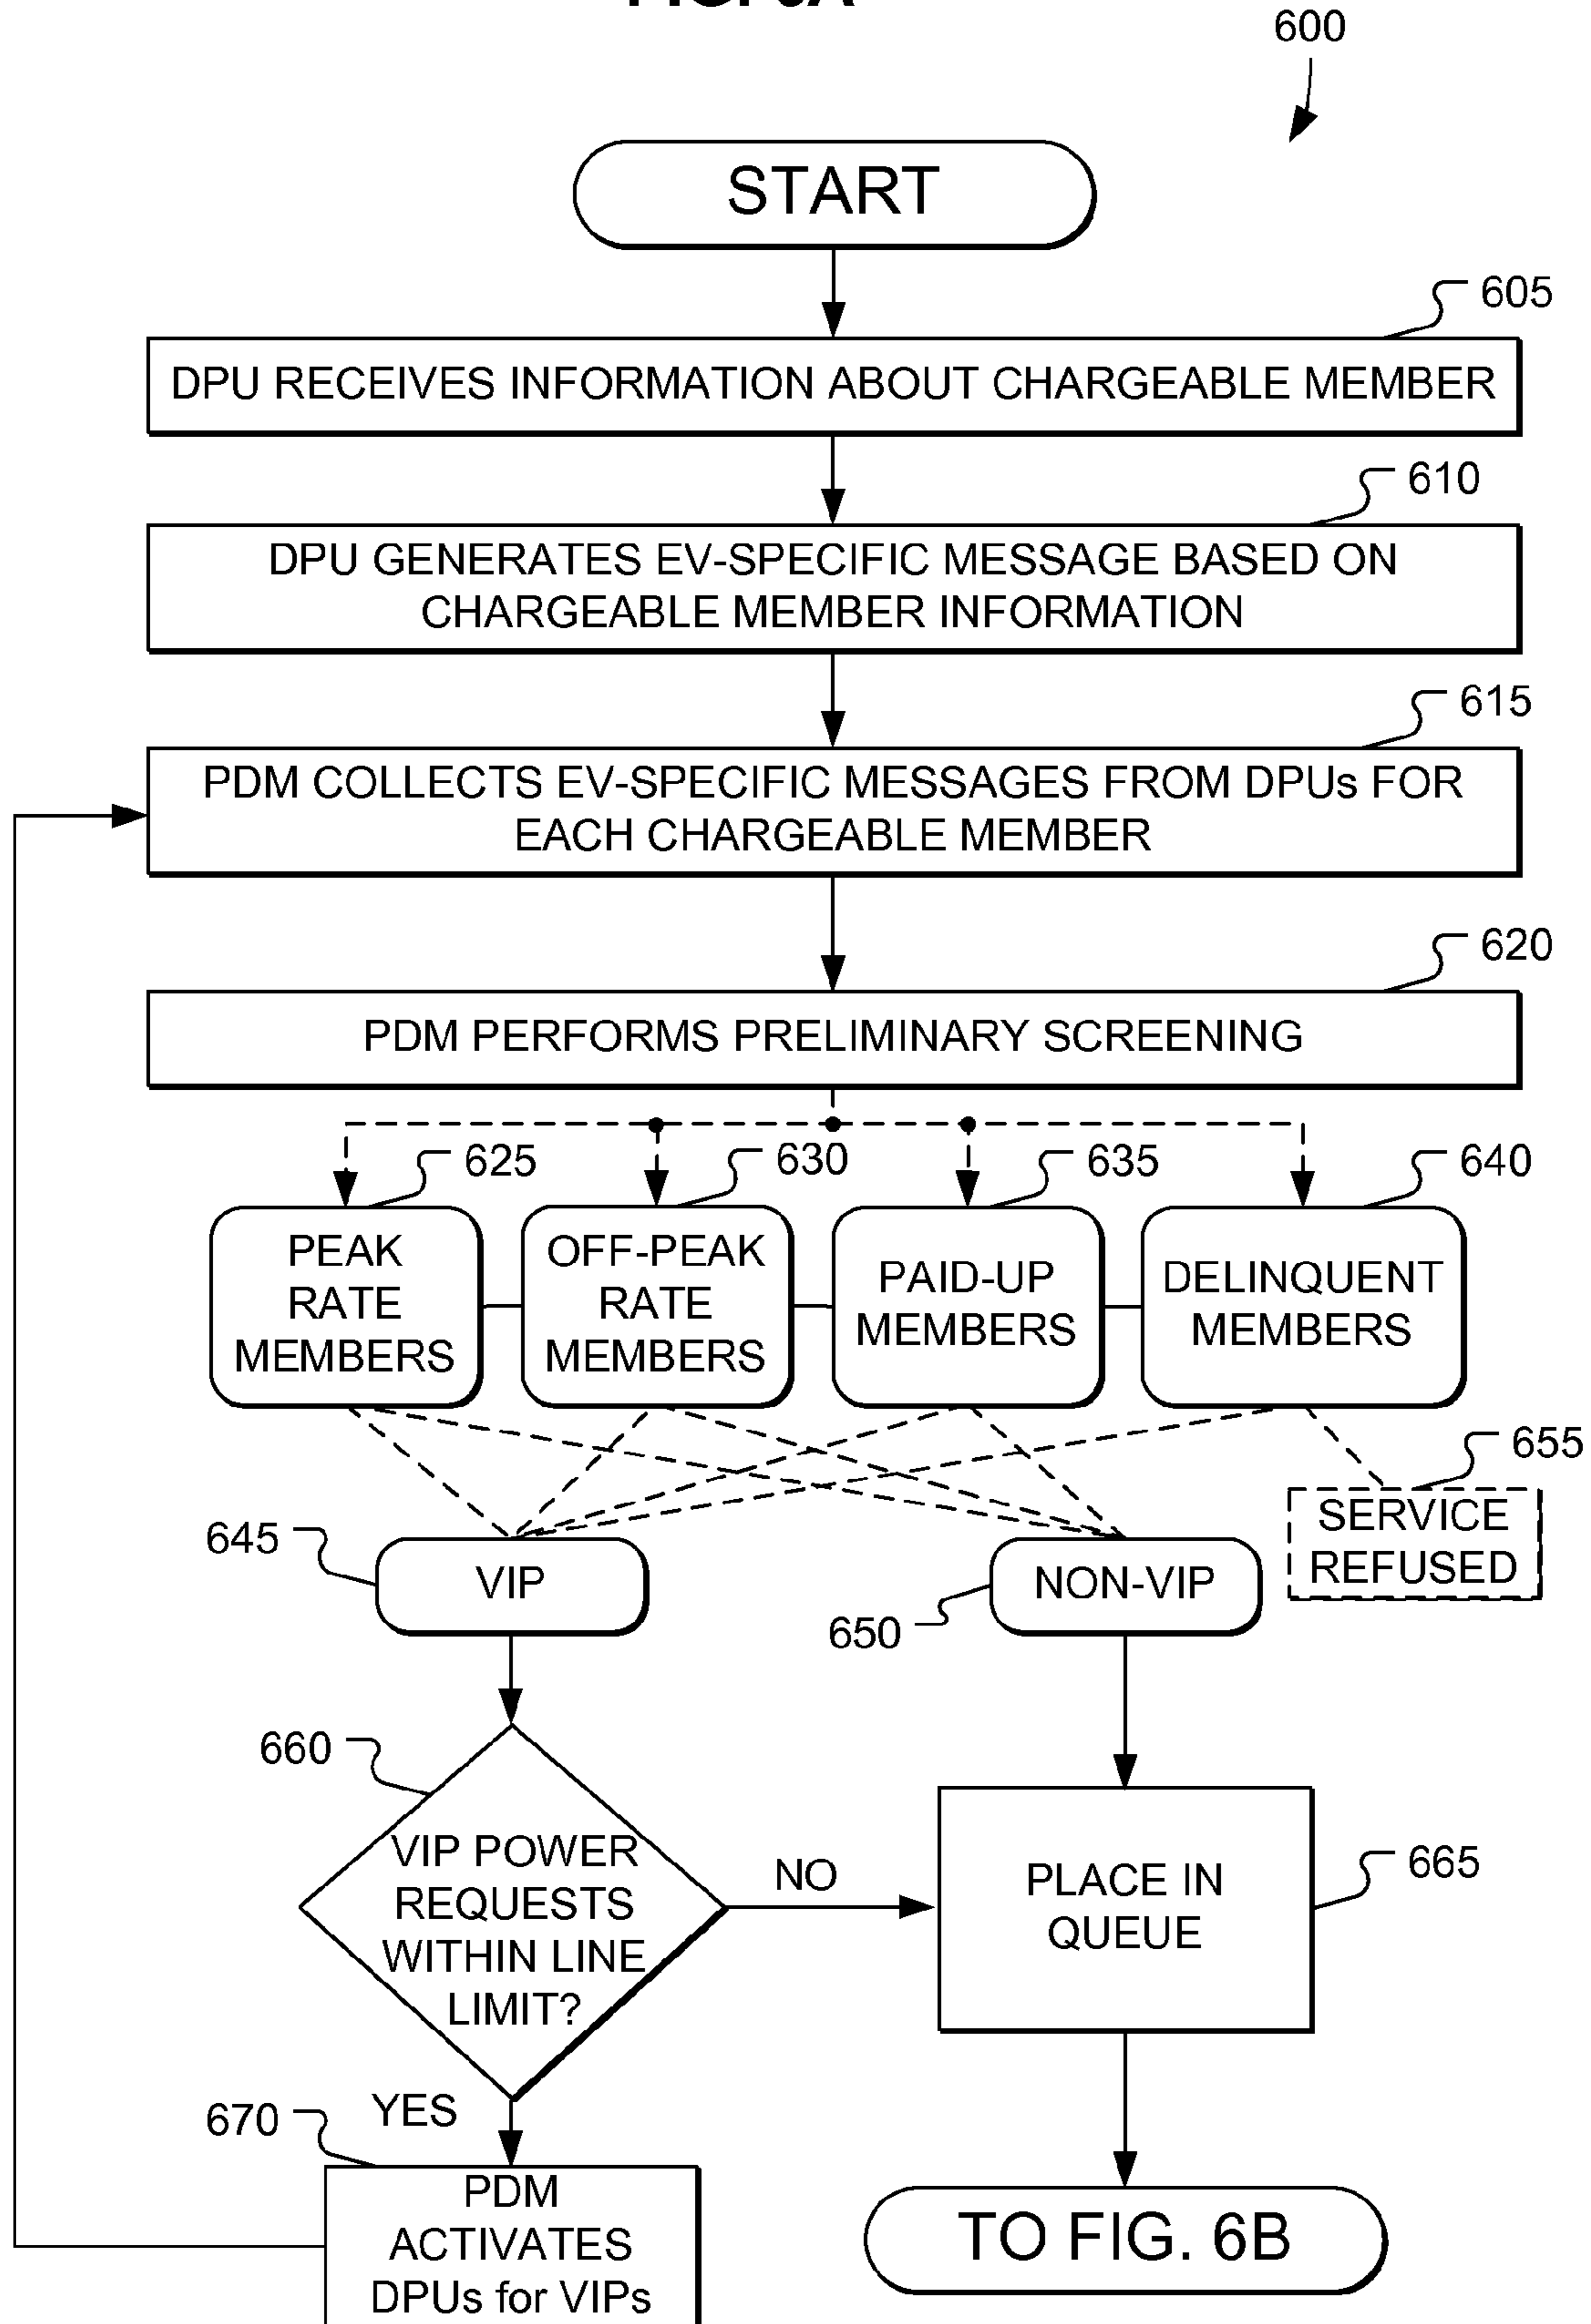 600
START
605
DPU RECEIVES INFORMATION ABOUT CHARGEABLE MEMBER
610
DPU GENERATES EV-SPECIFIC MESSAGE BASED ON
CHARGEABLE MEMBER INFORMATION
615
PDM COLLECTS EV-SPECIFIC MESSAGES FROM DPUs FOR
EACH CHARGEABLE MEMBER
620
PDM PERFORMS PRELIMINARY SCREENING
625
630
635
640
PEAK
RATE
MEMBERS
OFF-PEAK
RATE
MEMBERS
PAID-UP
MEMBERS
DELINQUENT
MEMBERS
655
SERVICE
REFUSED
645
VIP
NON-VIP
650
660
VIP POWER
REQUESTS
WITHIN LINE
LIMIT?
NO
PLACE IN
QUEUE
665
YES
670
PDM
ACTIVATES
DPUs for VIPs
TO FIG. 6B